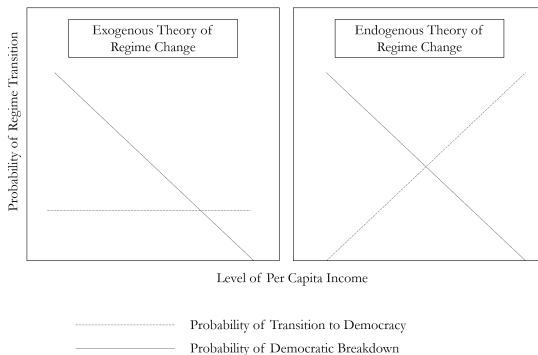 Exogenous Theory of
Regime Change
Endogenous Theory of
Regime Change
Probability of Regime Transition
Level of Per Capita Income
Probability of Transition to Democracy
Probability of Democratic Breakdown